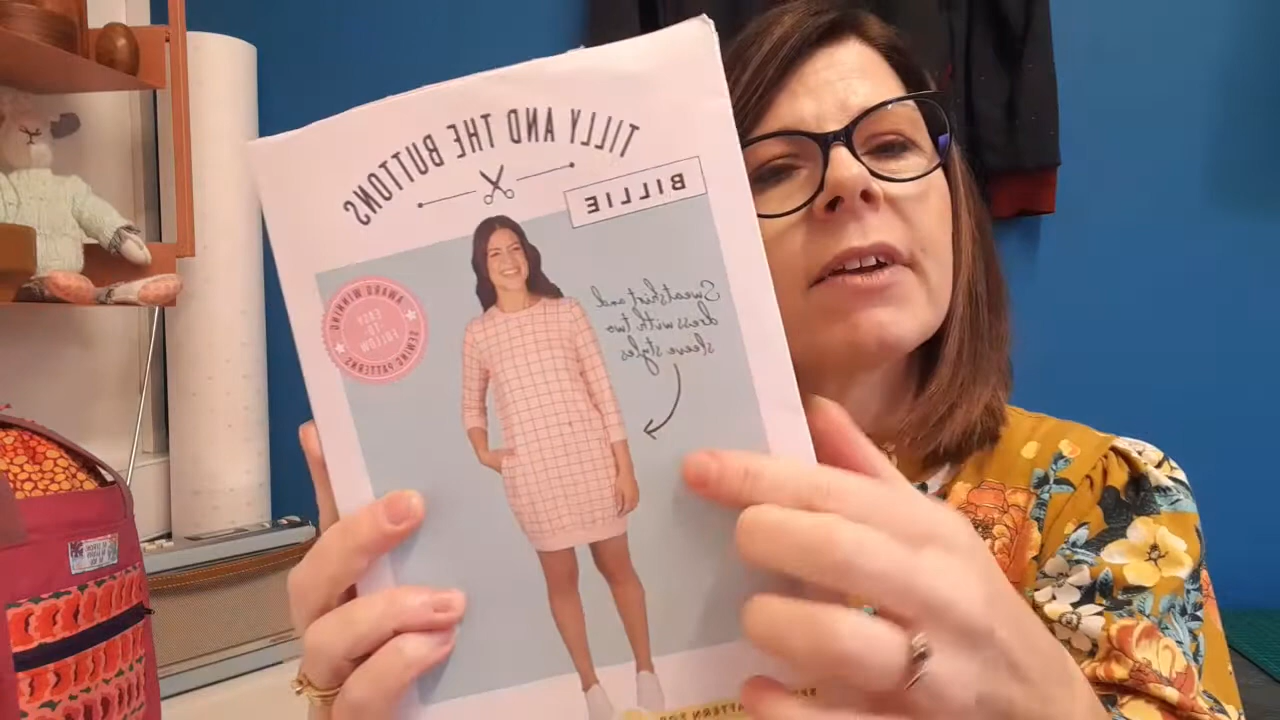 TILLY AND THE BUTTONS
BILLIE
Sweatshirt and
dress with two
sleeve styles
AWARD WINNING
EASY
TO
FOLLOW
SEWING PATTERNS